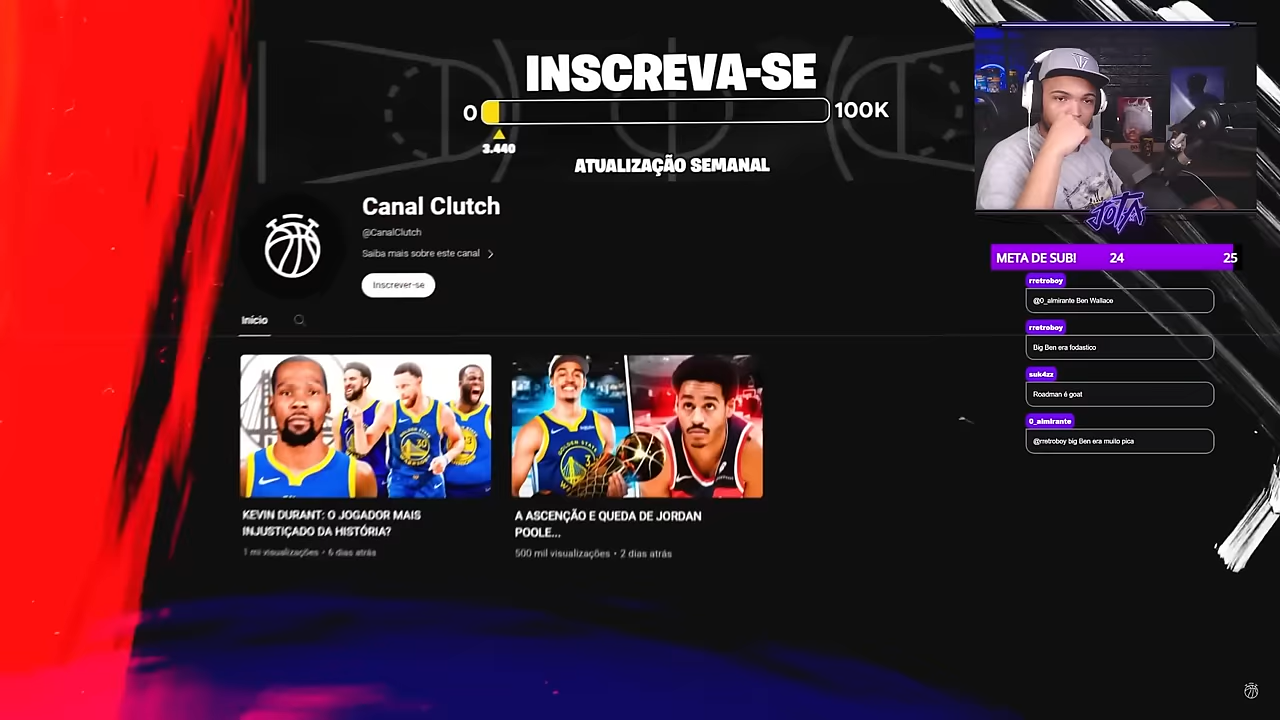 INSCREVA-SE
0
100K
3.440
ATUALIZAÇÃO SEMANAL
Canal Clutch
@CanalClutch
Saiba mais sobre este canal
Inscrever-se
Início
KEVIN DURANT: O JOGADOR MAIS
INJUSTIÇADO DA HISTÓRIA?
1 mi visualizações • 6 dias atrás
A ASCENÇÃO E QUEDA DE JORDAN
POOLE...
500 mil visualizações • 2 dias atrás
JOTA
META DE SUB! 24 25
rretroboy
@0_almirante Ben Wallace
rretroboy
Big Ben era fodastico
suk4zz
Roadman é goat
0_almirante
@rretroboy big Ben era muito pica